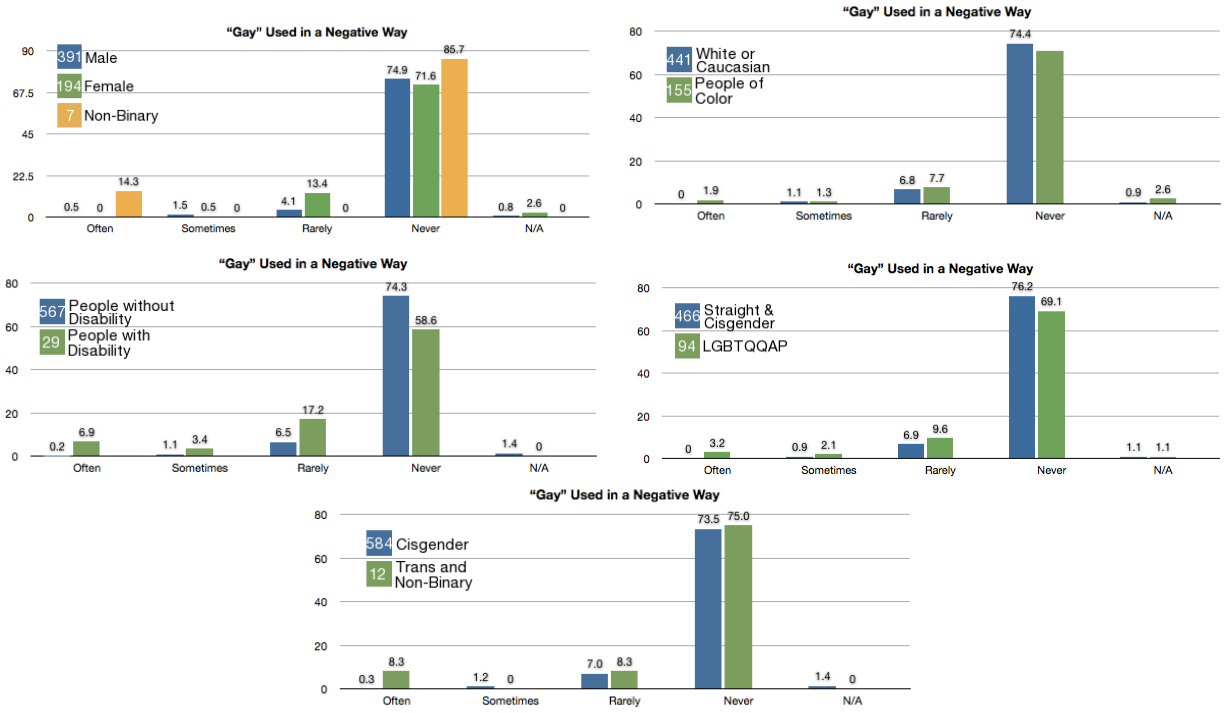 “Gay” Used in a Negative Way
90
67.5
45
22.5
0
391 Male
194 Female
7 Non-Binary
0.5 0 14.3
1.5 0.5 0
4.1 13.4 0
74.9 71.6 85.7
0.8 2.6 0
Often Sometimes Rarely Never N/A
“Gay” Used in a Negative Way
80
60
40
20
0
441 White or
Caucasian
155 People of
Color
0 1.9
1.1 1.3
6.8 7.7
74.4
0.9 2.6
Often Sometimes Rarely Never N/A
“Gay” Used in a Negative Way
80
60
40
20
0
567 People without
Disability
29 People with
Disability
0.2 6.9
1.1 3.4
6.5 17.2
74.3 58.6
1.4 0
Often Sometimes Rarely Never N/A
“Gay” Used in a Negative Way
80
60
40
20
0
466 Straight &
Cisgender
94 LGBTQQAP
0 3.2
0.9 2.1
6.9 9.6
76.2 69.1
1.1 1.1
Often Sometimes Rarely Never N/A
“Gay” Used in a Negative Way
80
60
40
20
0
584 Cisgender
12 Trans and
Non-Binary
0.3 8.3
1.2 0
7.0 8.3
73.5 75.0
1.4 0
Often Sometimes Rarely Never N/A